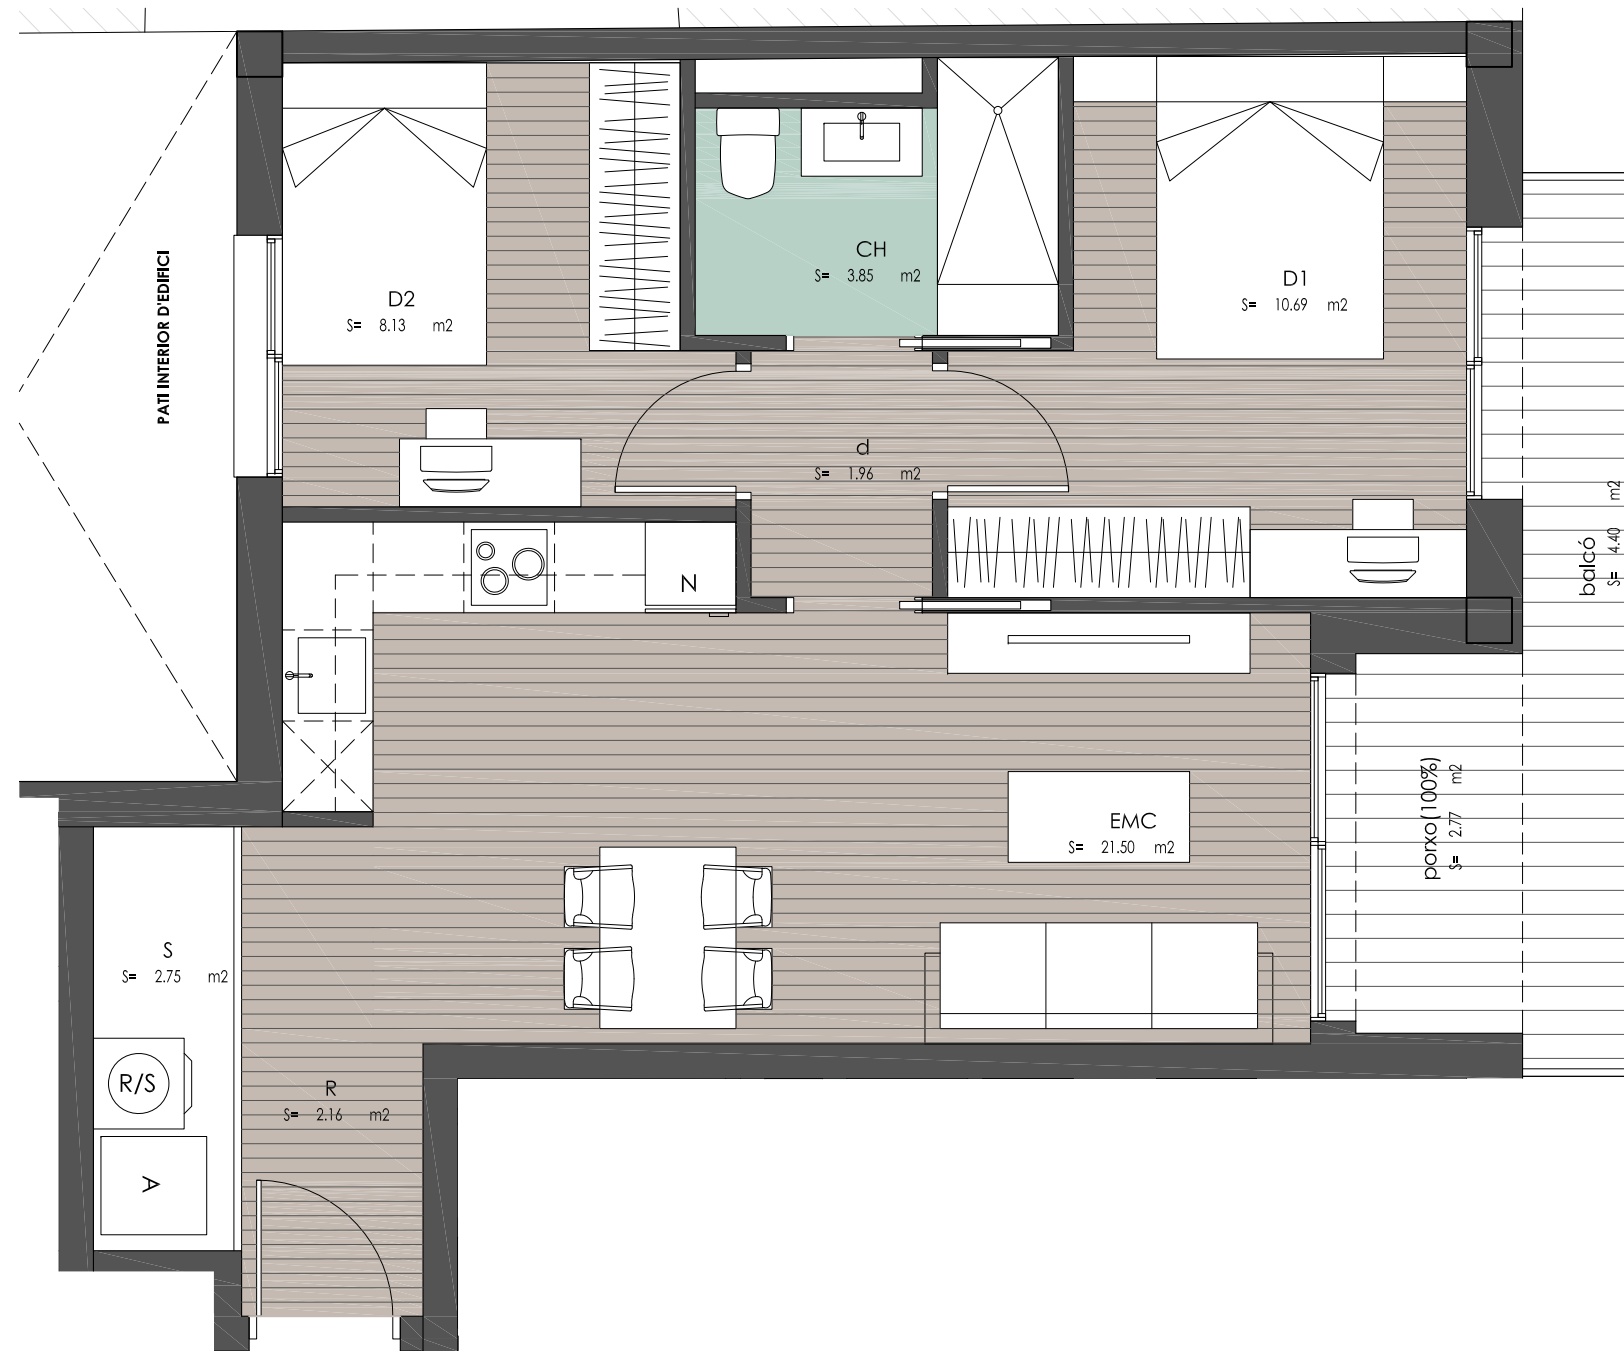 PATI INTERIOR D'EDIFICI
D2
S= 8.13 m2
CH
S= 3.85 m2
D1
S= 10.69 m2
d
S= 1.96 m2
balcó
S= 4.40 m2
N
EMC
S= 21.50 m2
porxo(100%)
S= 2.77 m2
S
S= 2.75 m2
R/S
R
S= 2.16 m2
A